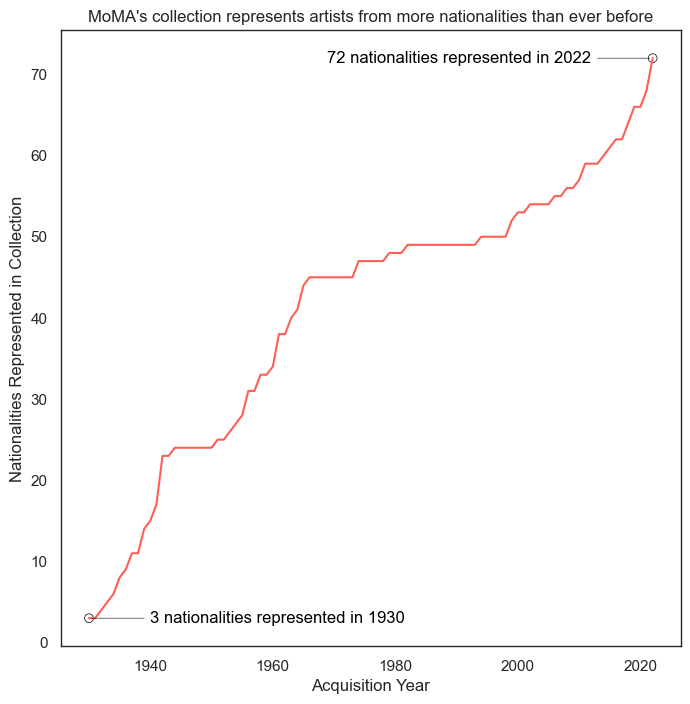 MoMA's collection represents artists from more nationalities than ever before
72 nationalities represented in 2022
70
60
50
40
30
20
10
0
Nationalities Represented in Collection
3 nationalities represented in 1930
1940
1960
1980
2000
2020
Acquisition Year